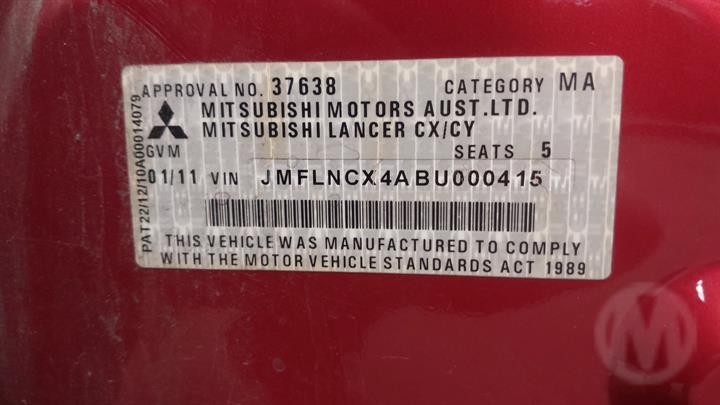 APPROVAL NO. 37638 CATEGORY MA
MITSUBISHI MOTORS AUST.LTD.
MITSUBISHI LANCER CX/CY
GVM SEATS 5
01/11 VIN JMFLNCX4ABU000415
THIS VEHICLE WAS MANUFACTURED TO COMPLY
WITH THE MOTOR VEHICLE STANDARDS ACT 1989
PAT22/12/10A00014079
M